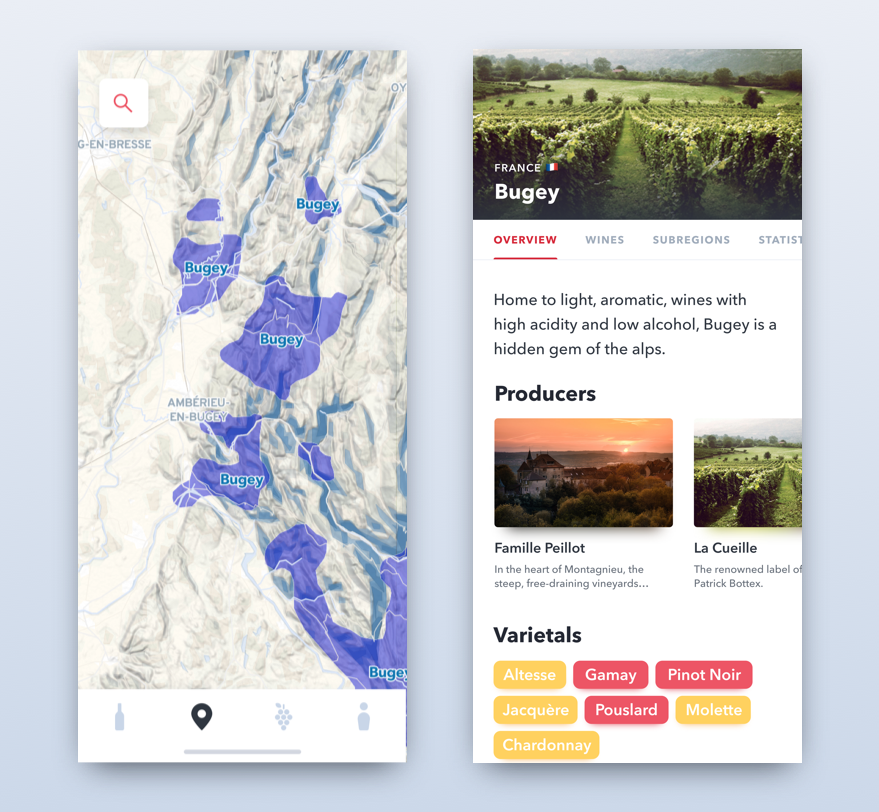 OY
G-EN-BRESSE
Bugey
Bugey
Bugey
AMBÉRIEU-
EN-BUGEY
Bugey
Bugey
FRANCE 🇫🇷
Bugey
OVERVIEW WINES SUBREGIONS STATIST
Home to light, aromatic, wines with
high acidity and low alcohol, Bugey is a
hidden gem of the alps.
Producers
Famille Peillot
In the heart of Montagnieu, the
steep, free-draining vineyards...
La Cueille
The renowned label of
Patrick Bottex.
Varietals
Altesse Gamay Pinot Noir
Jacquère Pouslard Molette
Chardonnay